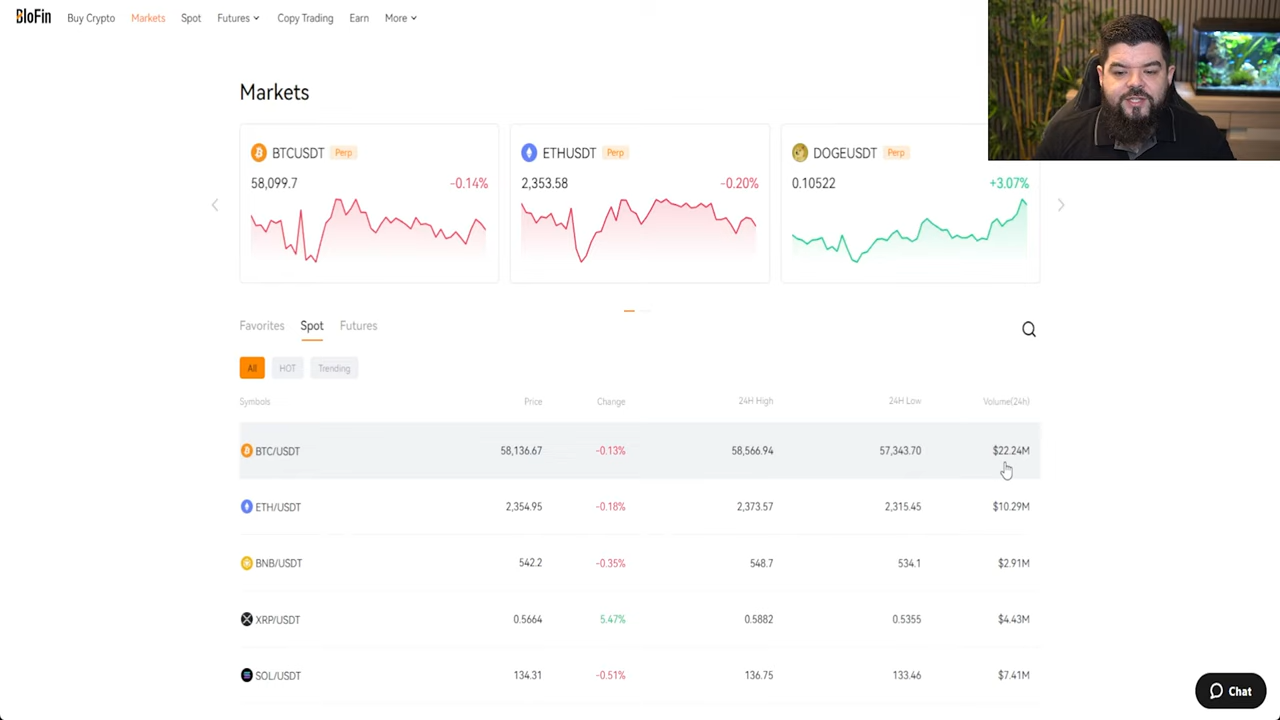 BloFin Buy Crypto Markets Spot Futures Copy Trading Earn More
Markets
BTCUSDT Perp
58,099.7 -0.14%
ETHUSDT Perp
2,353.58 -0.20%
DOGEUSDT Perp
0.10522 +3.07%
Favorites Spot Futures
All HOT Trending
Symbols Price Change 24H High 24H Low Volume(24h)
BTC/USDT 58,136.67 -0.13% 58,566.94 57,343.70 $22.24M
ETH/USDT 2,354.95 -0.18% 2,373.57 2,315.45 $10.29M
BNB/USDT 542.2 -0.35% 548.7 534.1 $2.91M
XRP/USDT 0.5664 5.47% 0.5882 0.5355 $4.43M
SOL/USDT 134.31 -0.51% 136.75 133.46 $7.41M
Chat